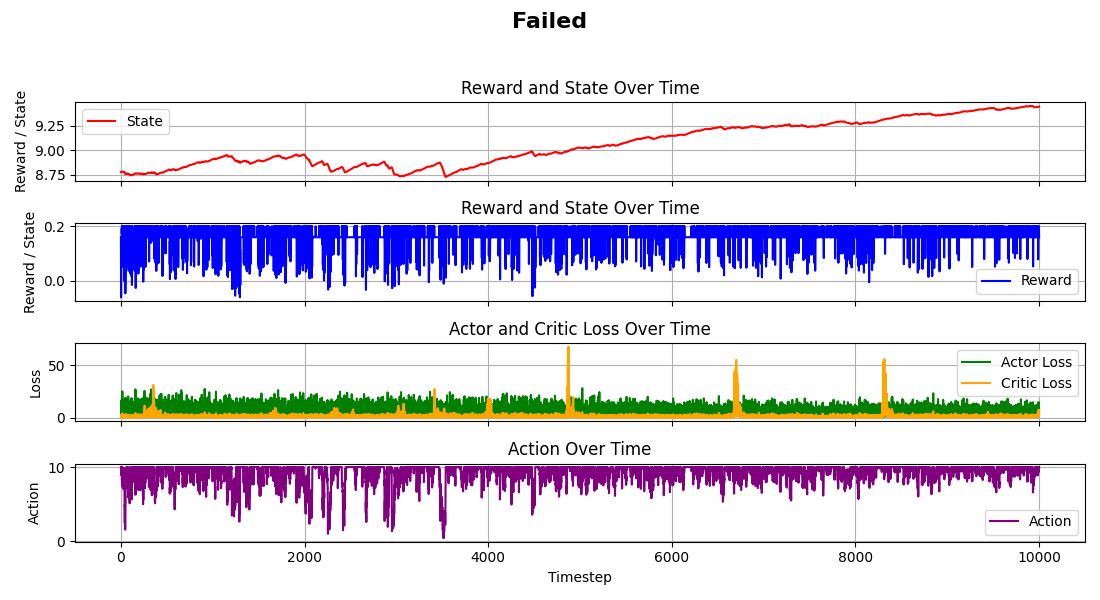 Failed
Reward and State Over Time
Reward / State
9.25
9.00
8.75
State
Reward and State Over Time
Reward / State
0.2
0.0
Reward
Actor and Critic Loss Over Time
Loss
50
0
Actor Loss
Critic Loss
Action Over Time
Action
10
0
Action
0 2000 4000 6000 8000 10000
Timestep